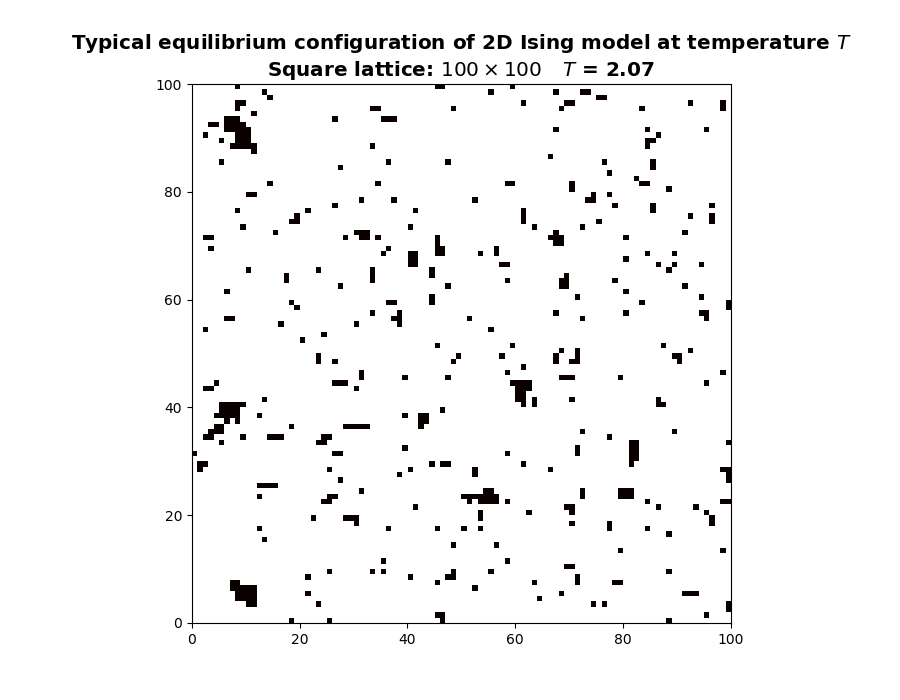 Typical equilibrium configuration of 2D Ising model at temperature T
Square lattice: 100 × 100 T = 2.07
100
80
60
40
20
0
0 20 40 60 80 100